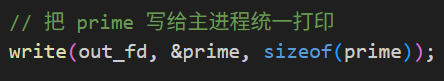 // 把 prime 写给主进程统一打印
write(out_fd, &prime, sizeof(prime));